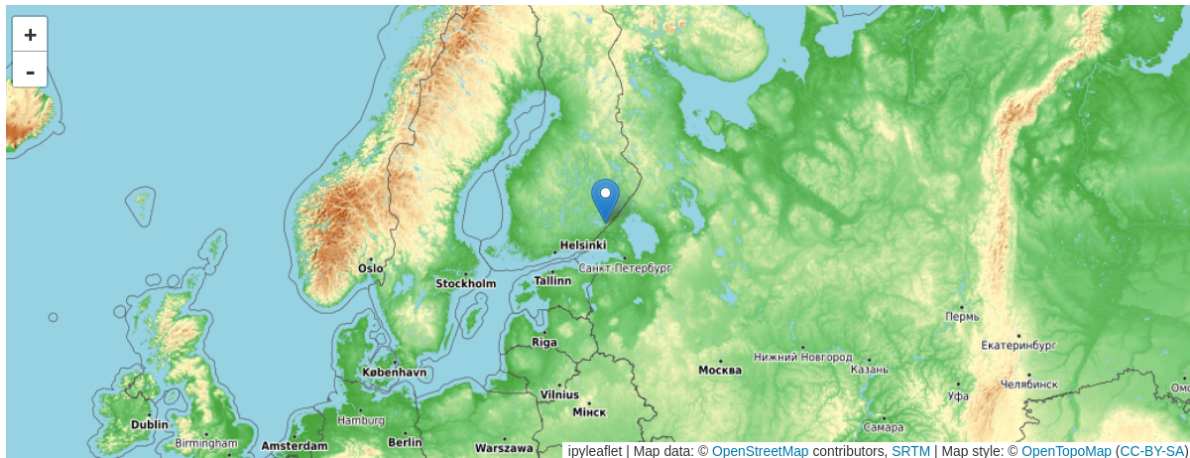 +
-
Helsinki
Oslo
Санкт-Петербург
Stockholm
Tallinn
Пермь
Riga
Екатеринбург
Нижний Новгород
København
Москва
Казань
Челябинск
Vilnius
Уфа
Мінск
Hamburg
Dublin
Самара
Birmingham
Amsterdam
Berlin
Warszawa
ipyleaflet | Map data: © OpenStreetMap contributors, SRTM | Map style: © OpenTopoMap (CC-BY-SA)